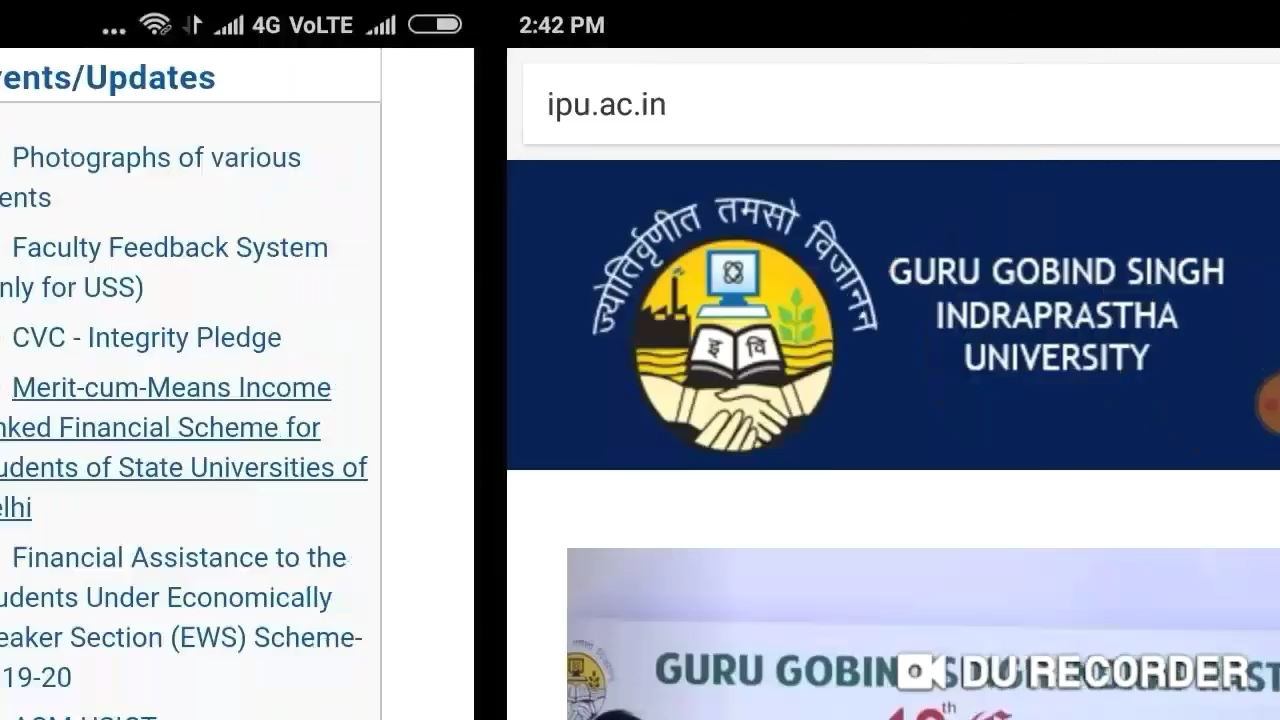 ... 4G VoLTE
ents/Updates
Photographs of various
ents
Faculty Feedback System
nly for USS)
CVC - Integrity Pledge
Merit-cum-Means Income
nked Financial Scheme for
udents of State Universities of
elhi
Financial Assistance to the
udents Under Economically
eaker Section (EWS) Scheme-
19-20
2:42 PM
ipu.ac.in
ज्योतिर्वृणीत तमसो विजानन
इ वि
GURU GOBIND SINGH
INDRAPRASTHA
UNIVERSITY
GURU GOBIN
DU RECORDER
th